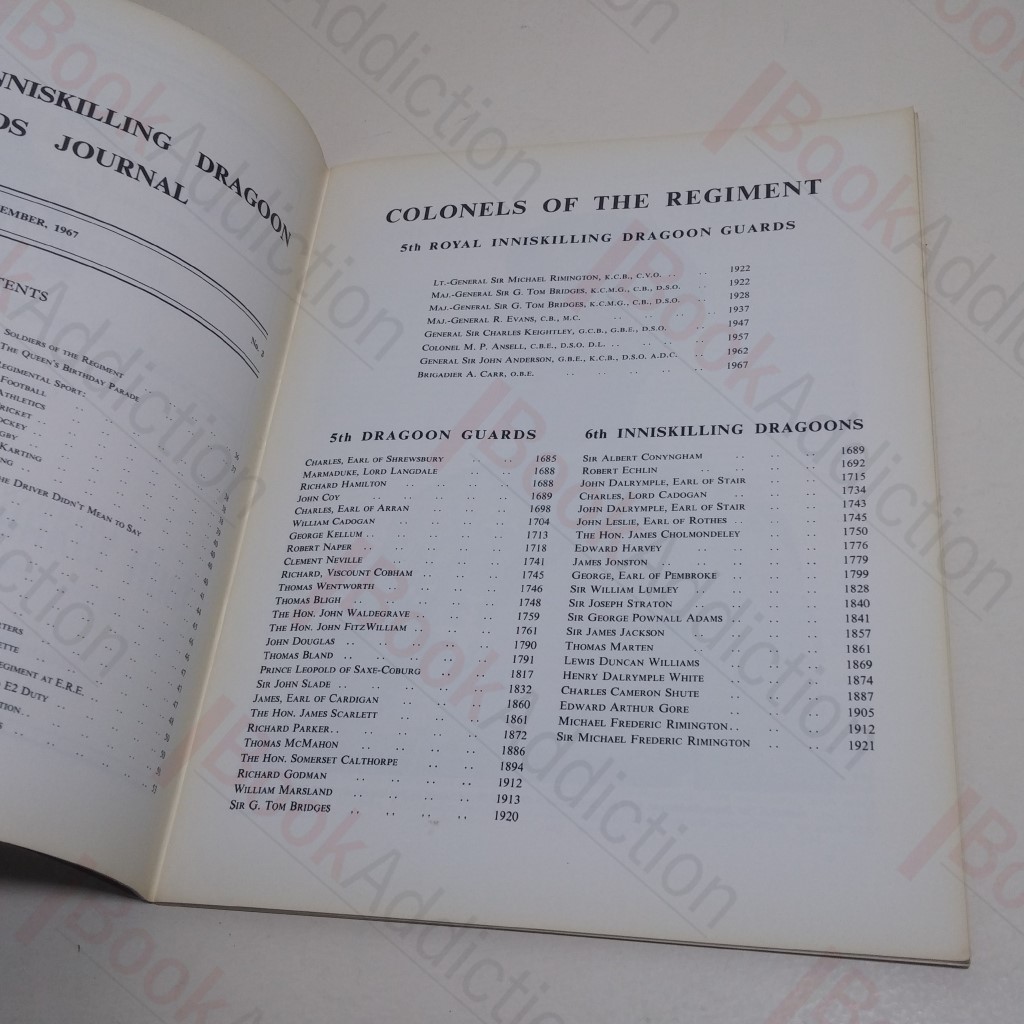 NNISKILLING DRAGOON
DS JOURNAL
EMBER, 1967
No. 3
TENTS
SOLDIERS OF THE REGIMENT . . . .
THE QUEEN'S BIRTHDAY PARADE . .
REGIMENTAL SPORT:
FOOTBALL . .
ATHLETICS
RICKET . .
OCKEY . .
GBY . .
KARTING
ING . .
HE DRIVER DIDN'T MEAN TO SAY
TERS
ETTE . .
REGIMENT AT E.R.E.
E2 DUTY
TION. .
COLONELS OF THE REGIMENT
5th ROYAL INNISKILLING DRAGOON GUARDS
LT.-GENERAL SIR MICHAEL RIMINGTON, K.C.B., C.V.O. . . . . 1922
MAJ.-GENERAL SIR G. TOM BRIDGES, K.C.M.G., C.B., D.S.O. . . 1922
MAJ.-GENERAL SIR G. TOM BRIDGES, K.C.M.G., C.B., D.S.O. . . 1928
MAJ.-GENERAL R. EVANS, C.B., M.C. . . . . . . . . 1937
GENERAL SIR CHARLES KEIGHTLEY, G.C.B., G.B.E., D.S.O. . . 1947
COLONEL M. P. ANSELL, C.B.E., D.S.O. D.L. . . . . . . 1957
GENERAL SIR JOHN ANDERSON, G.B.E., K.C.B., D.S.O. A.D.C. . . 1962
BRIGADIER A. CARR, O.B.E. . . . . . . . . . . 1967
5th DRAGOON GUARDS
CHARLES, EARL OF SHREWSBURY . . . . 1685
MARMADUKE, LORD LANGDALE . . . . 1688
RICHARD HAMILTON . . . . . . . . 1688
JOHN COY . . . . . . . . . . 1689
CHARLES, EARL OF ARRAN . . . . . . 1698
WILLIAM CADOGAN . . . . . . . . 1704
GEORGE KELLUM . . . . . . . . . . 1713
ROBERT NAPER . . . . . . . . . . 1718
CLEMENT NEVILLE . . . . . . . . 1741
RICHARD, VISCOUNT COBHAM . . . . . . 1745
THOMAS WENTWORTH . . . . . . . . 1746
THOMAS BLIGH . . . . . . . . . . 1748
THE HON. JOHN WALDEGRAVE . . . . . . 1759
THE HON. JOHN FITZWILLIAM . . . . . . 1761
JOHN DOUGLAS . . . . . . . . . . 1790
THOMAS BLAND . . . . . . . . . . 1791
PRINCE LEOPOLD OF SAXE-COBURG . . . . 1817
SIR JOHN SLADE . . . . . . . . . . 1832
JAMES, EARL OF CARDIGAN . . . . . . 1860
THE HON. JAMES SCARLETT . . . . . . 1861
RICHARD PARKER. . . . . . . . . . 1872
THOMAS MCMAHON . . . . . . . . 1886
THE HON. SOMERSET CALTHORPE . . . . 1894
RICHARD GODMAN . . . . . . . . 1912
WILLIAM MARSLAND . . . . . . . . 1913
SIR G. TOM BRIDGES . . . . . . . . 1920
6th INNISKILLING DRAGOONS
SIR ALBERT CONYNGHAM . . . . . . 1689
ROBERT ECHLIN . . . . . . . . 1692
JOHN DALRYMPLE, EARL OF STAIR . . . . 1715
CHARLES, LORD CADOGAN . . . . . . 1734
JOHN DALRYMPLE, EARL OF STAIR . . . . 1743
JOHN LESLIE, EARL OF ROTHES . . . . . . 1745
THE HON. JAMES CHOLMONDELEY . . . . 1750
EDWARD HARVEY . . . . . . . . 1776
JAMES JONSTON . . . . . . . . 1779
GEORGE, EARL OF PEMBROKE . . . . . . 1799
SIR WILLIAM LUMLEY . . . . . . . . 1828
SIR JOSEPH STRATON . . . . . . . . 1840
SIR GEORGE POWNALL ADAMS . . . . . . 1841
SIR JAMES JACKSON . . . . . . . . 1857
THOMAS MARTEN . . . . . . . . 1861
LEWIS DUNCAN WILLIAMS . . . . . . 1869
HENRY DALRYMPLE WHITE . . . . . . 1874
CHARLES CAMERON SHUTE . . . . . . 1887
EDWARD ARTHUR GORE . . . . . . 1905
MICHAEL FREDERIC RIMINGTON. . . . . . 1912
SIR MICHAEL FREDERIC RIMINGTON . . . . 1921
BookAddiction